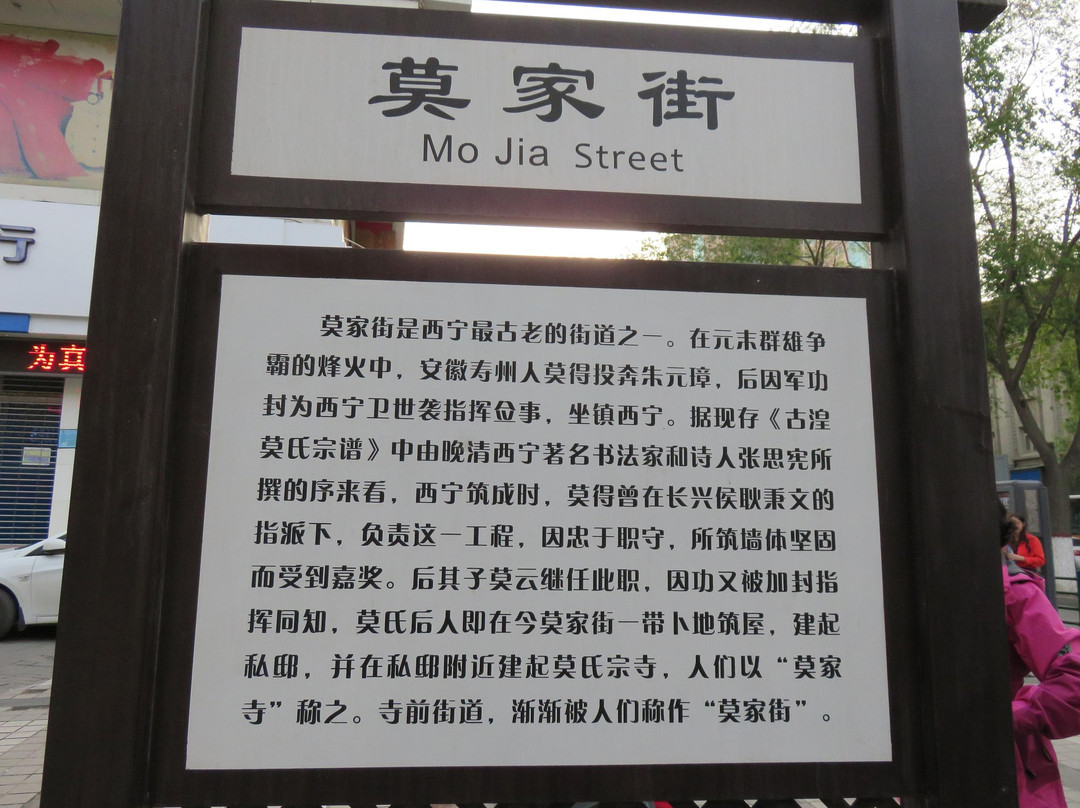 莫家街
Mo Jia Street
莫家街是西宁最古老的街道之一。在元末群雄争
霸的烽火中，安徽寿州人莫得投奔朱元璋，后因军功
封为西宁卫世袭指挥佥事，坐镇西宁。据现存《古湟
莫氏宗谱》中由晚清西宁著名书法家和诗人张思宪所
撰的序来看，西宁筑成时，莫得曾在长兴侯耿秉文的
指派下，负责这一工程，因忠于职守，所筑墙体坚固
而受到嘉奖。后其子莫云继任此职，因功又被加封指
挥同知，莫氏后人即在今莫家街一带卜地筑屋，建起
私邸，并在私邸附近建起莫氏宗寺，人们以“莫家
寺”称之。寺前街道，渐渐被人们称作“莫家街”。
行
为真